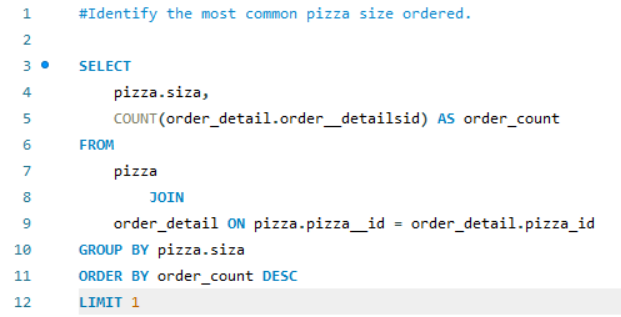 1 #Identify the most common pizza size ordered.
2
3 SELECT
4 pizza.siza,
5 COUNT(order_detail.order__detailsid) AS order_count
6 FROM
7 pizza
8 JOIN
9 order_detail ON pizza.pizza__id = order_detail.pizza_id
10 GROUP BY pizza.siza
11 ORDER BY order_count DESC
12 LIMIT 1